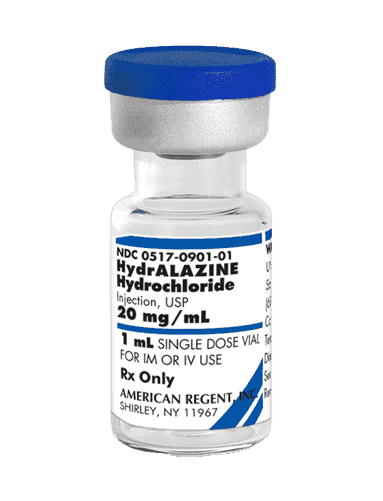 NDC 0517-0901-01
HydrALAZINE
Hydrochloride
Injection, USP
20 mg/mL
1 mL SINGLE DOSE VIAL
FOR IM OR IV USE
Rx Only
AMERICAN REGENT, INC.
SHIRLEY, NY 11967